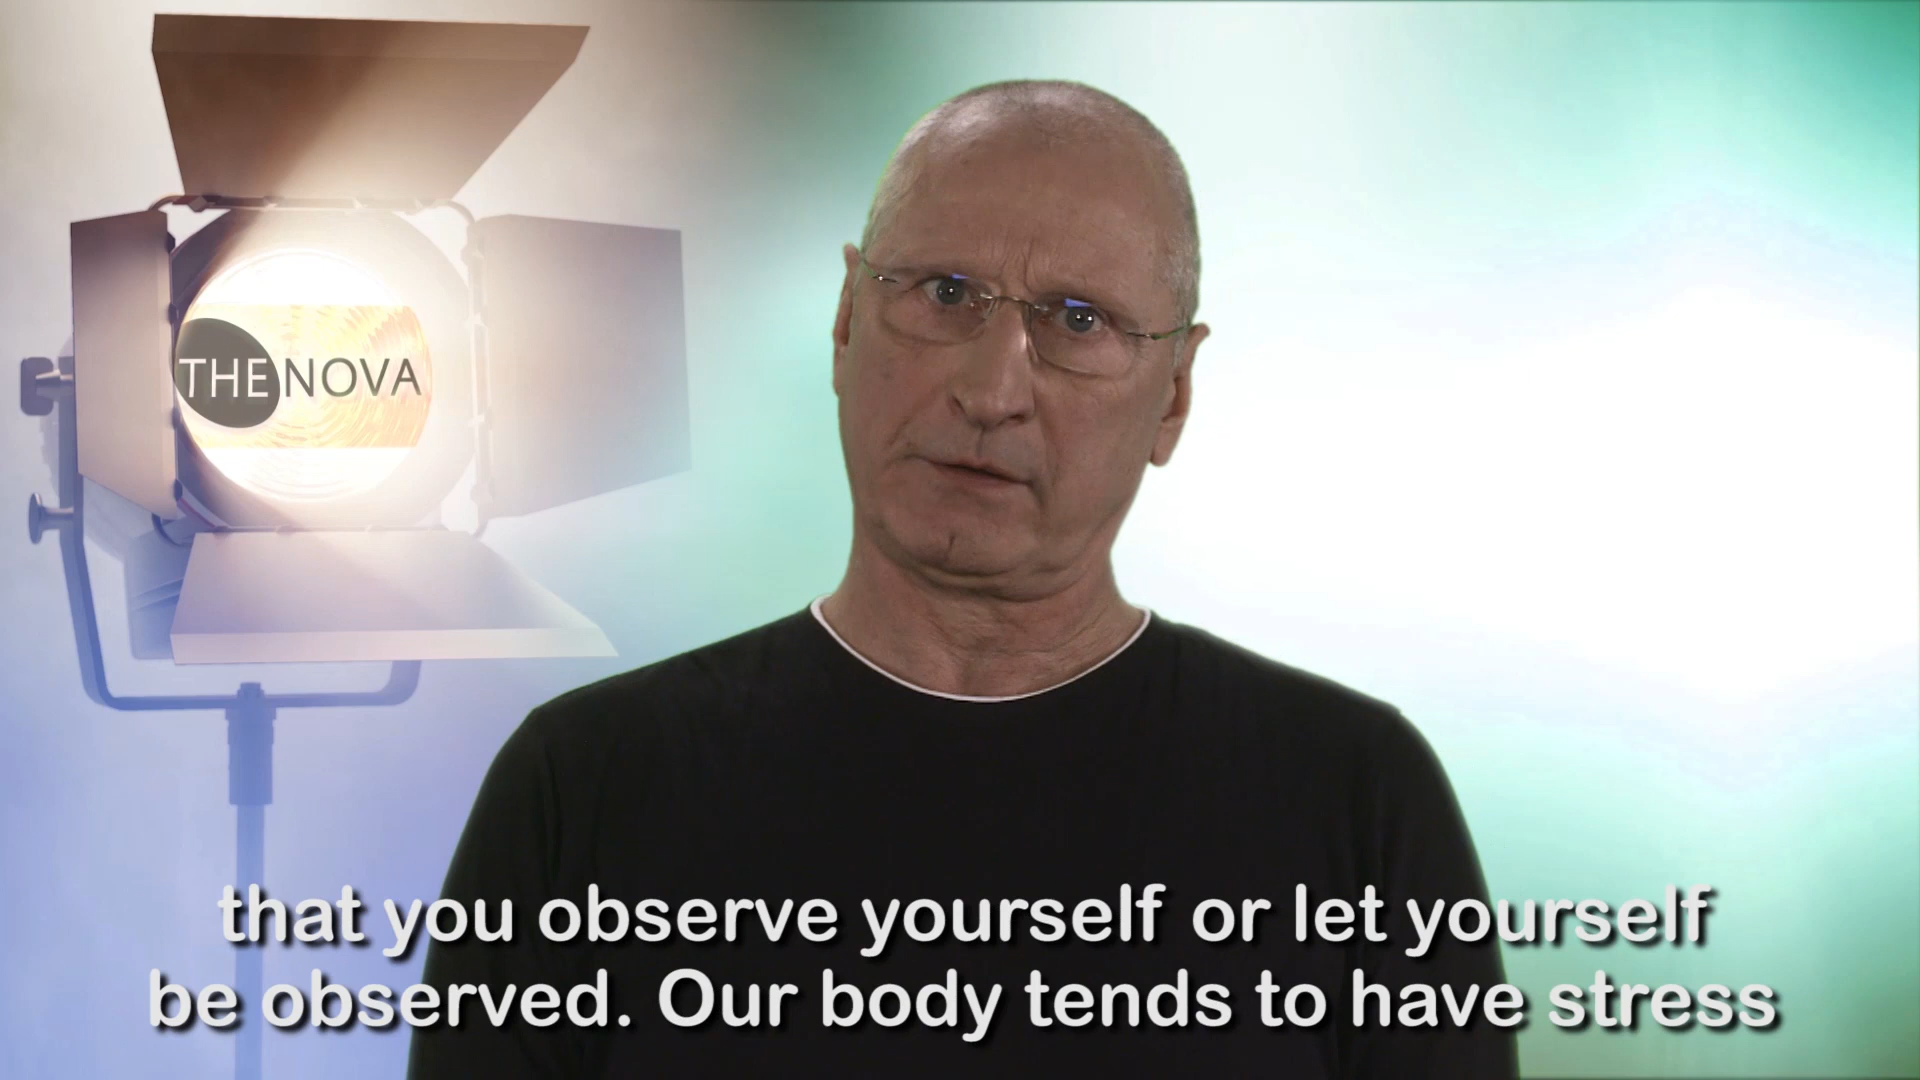 THE NOVA
that you observe yourself or let yourself
be observed. Our body tends to have stress